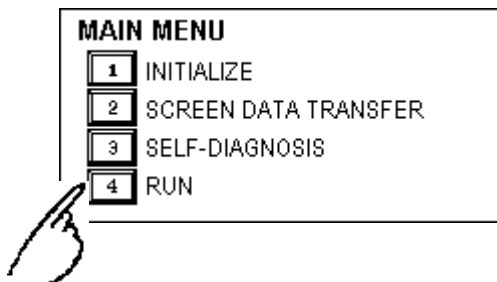 MAIN MENU
1 INITIALIZE
2 SCREEN DATA TRANSFER
3 SELF-DIAGNOSIS
4 RUN